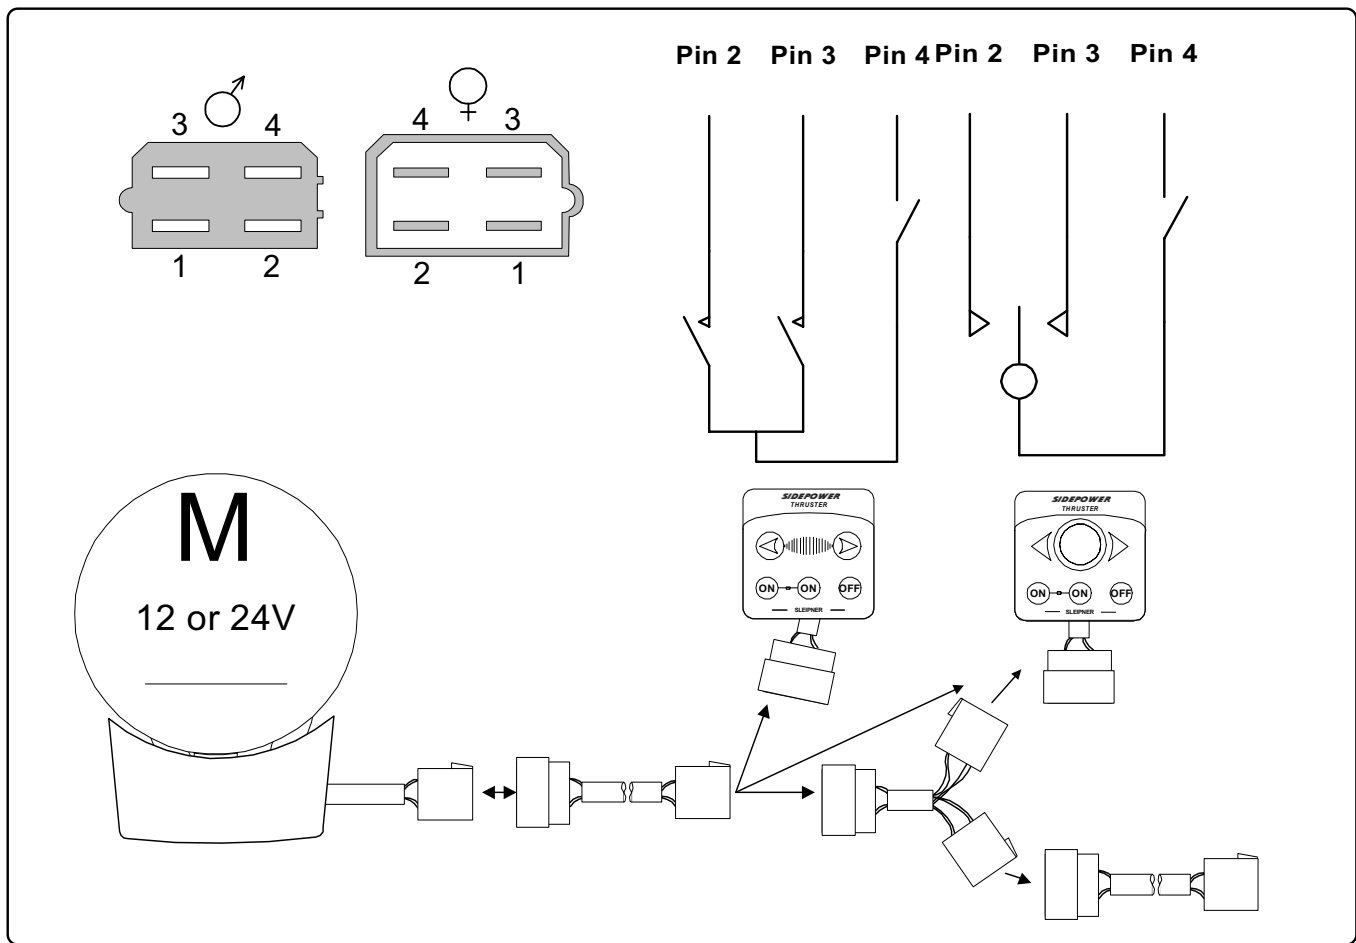 Pin 2 Pin 3 Pin 4 Pin 2 Pin 3 Pin 4
3 4
4 3
1 2
2 1
M
12 or 24V
SIDEPOWER
THRUSTER
ON ON OFF
SLEIPNER
SIDEPOWER
THRUSTER
ON ON OFF
SLEIPNER